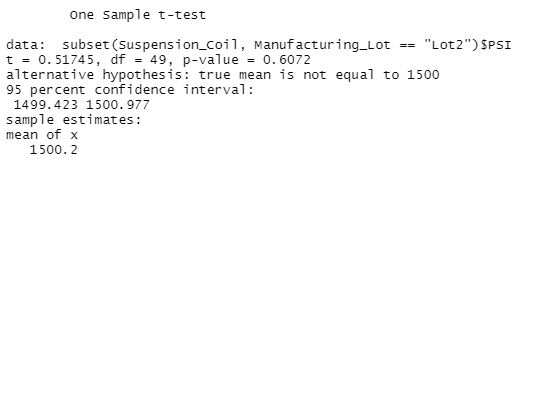 One Sample t-test
data:  subset(Suspension_Coil, Manufacturing_Lot == "Lot2")$PSI
t = 0.51745, df = 49, p-value = 0.6072
alternative hypothesis: true mean is not equal to 1500
95 percent confidence interval:
1499.423 1500.977
sample estimates:
mean of x
1500.2